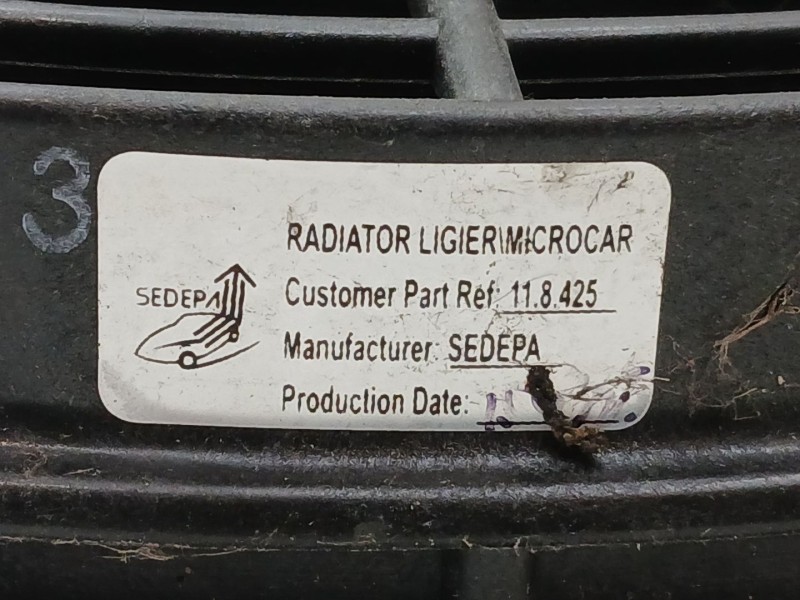 3
SEDEPA
RADIATOR LIGIER\MICROCAR
Customer Part Ref: 11.8.425
Manufacturer: SEDEPA
Production Date: